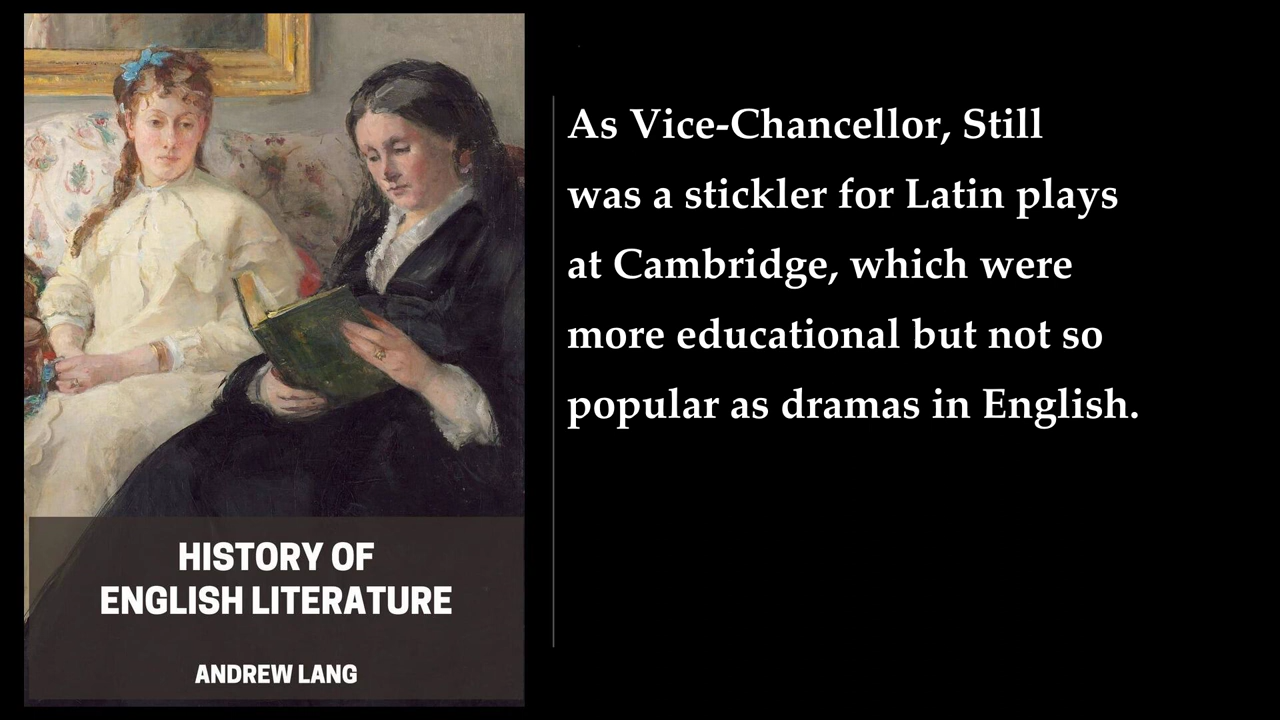 HISTORY OF
ENGLISH LITERATURE
ANDREW LANG
As Vice-Chancellor, Still
was a stickler for Latin plays
at Cambridge, which were
more educational but not so
popular as dramas in English.